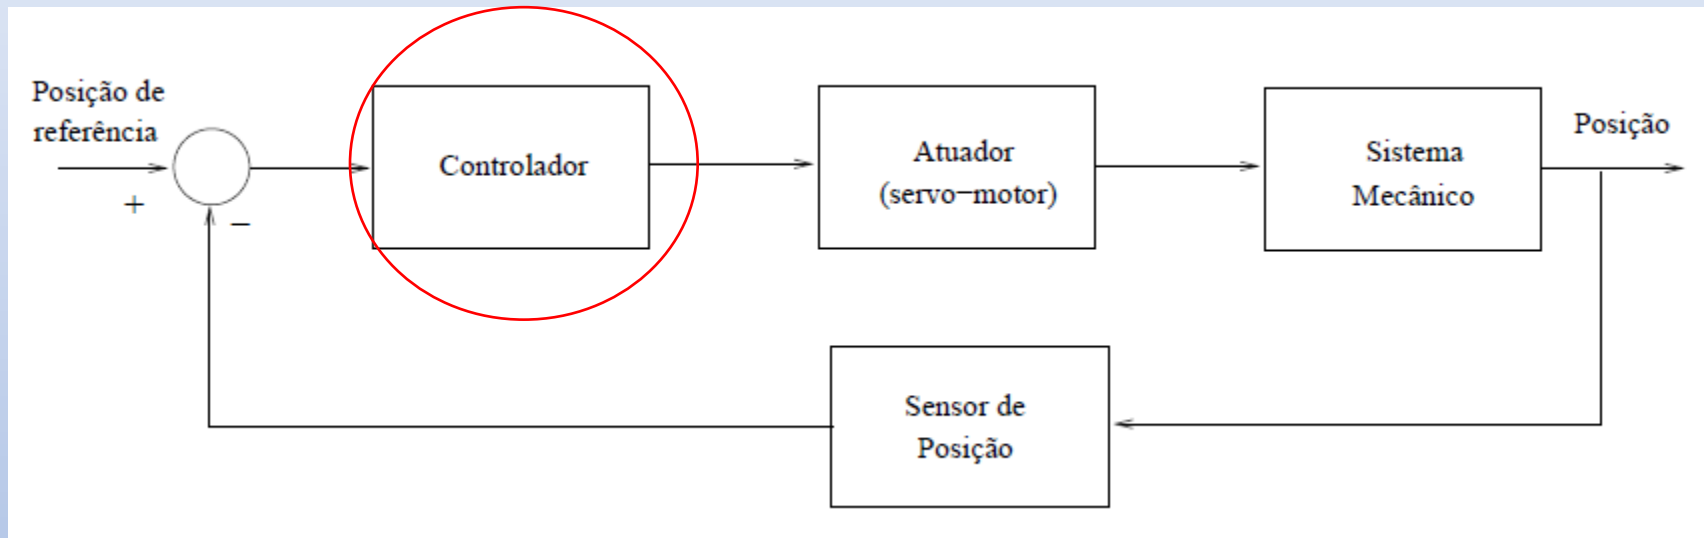 Posição de
referência
+
−
Controlador
Atuador
(servo−motor)
Sistema
Mecânico
Posição
Sensor de
Posição